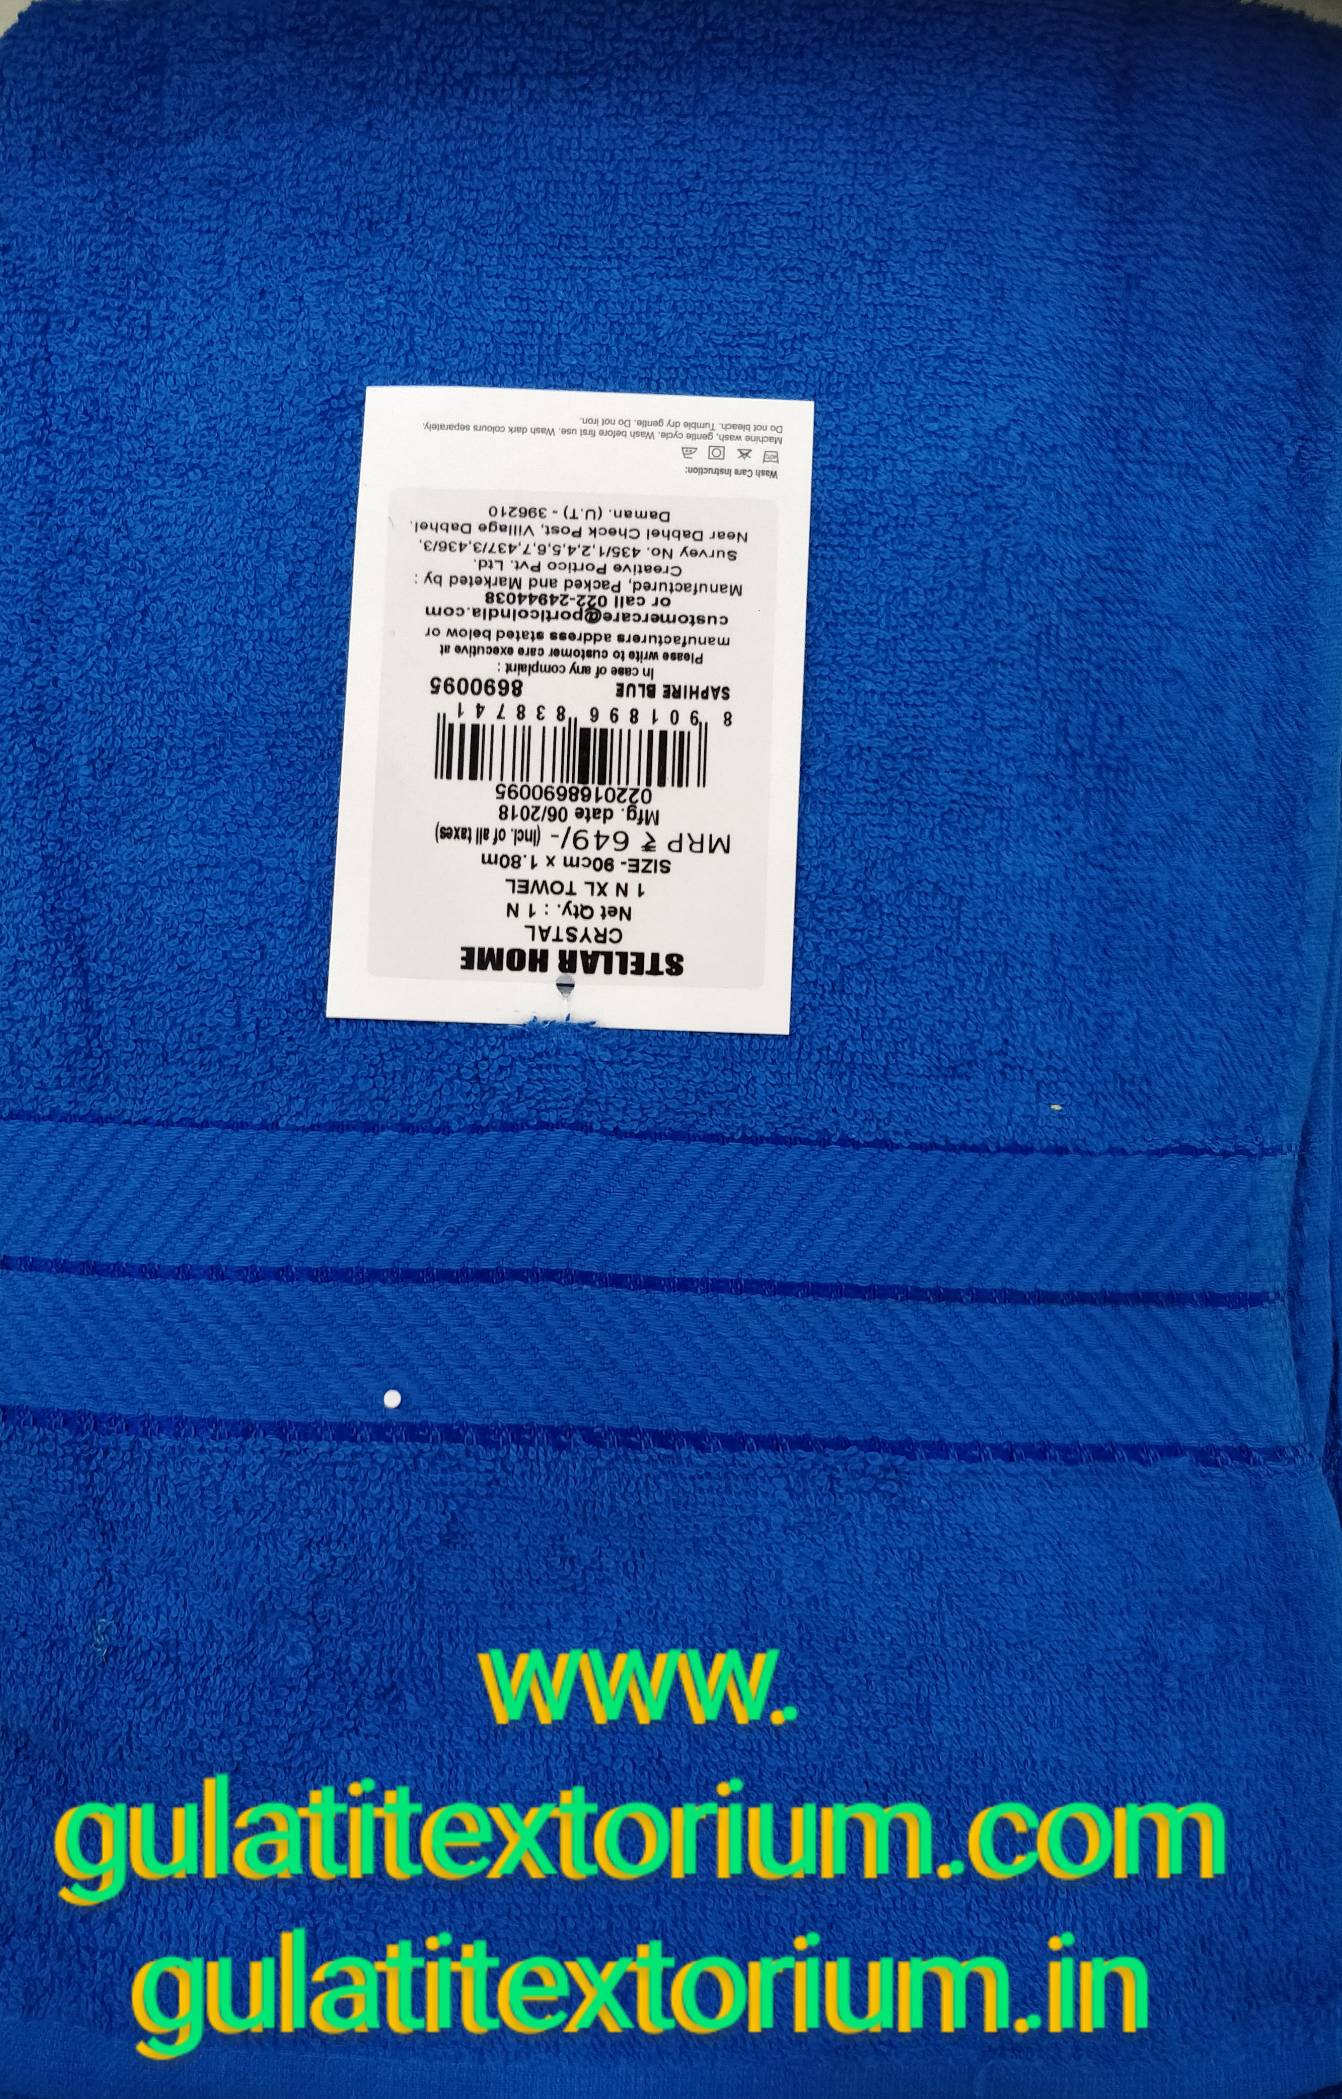 STELLAR HOME
CRYSTAL
Net Qty. : 1 N
1 N XL TOWEL
SIZE- 90cm x 1.80m
MRP ₹ 649/- (Incl. of all taxes)
Mfg. date 06/2018
0220168690095
8 901896 838741
SAPHIRE BLUE 8690095
In case of any complaint :
Please write to customer care executive at
manufacturers address stated below or
customercare@porticoindia.com
or call 022-24944038
Manufactured, Packed and Marketed by :
Creative Portico Pvt. Ltd.
Survey No. 435/1,2,4,5,6,7,437/3,436/3,
Near Dabhel Check Post, Village Dabhel,
Daman. (U.T) - 396210
Wash Care Instruction:
Machine wash, gentle cycle. Wash before first use. Wash dark colours separately.
Do not bleach. Tumble dry gentle. Do not iron.
www.
gulatitextorium.com
gulatitextorium.in